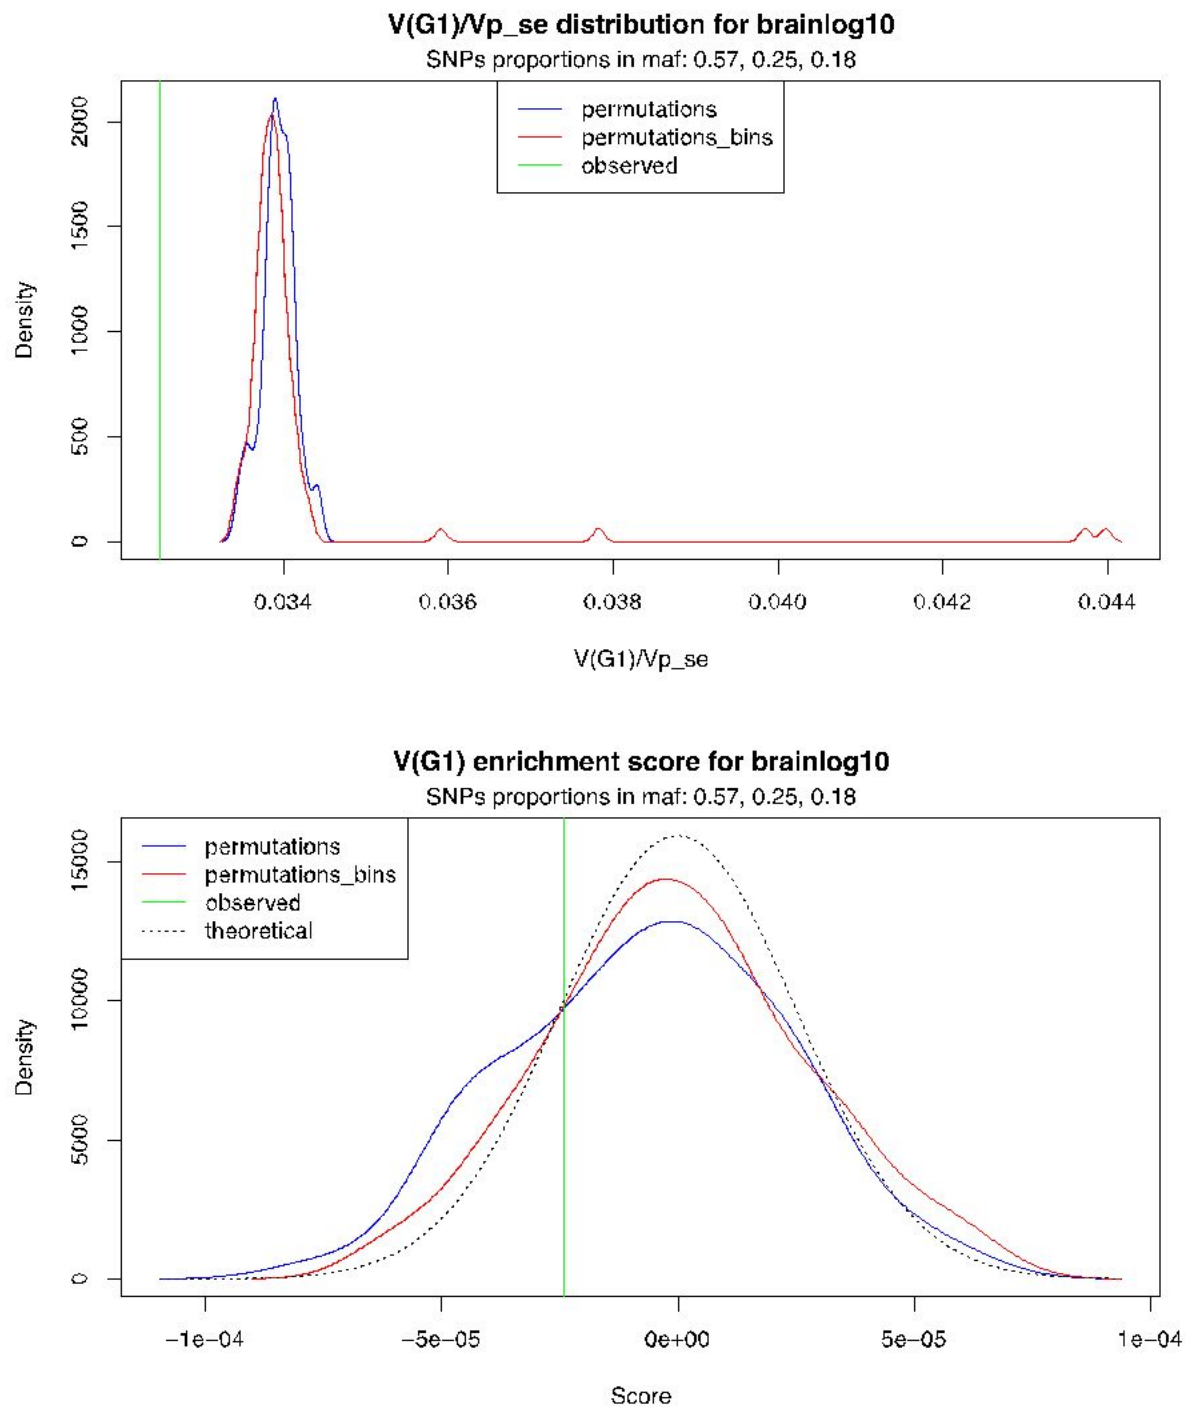 V(G1)/Vp_se distribution for brainlog10
SNPs proportions in maf: 0.57, 0.25, 0.18
permutations
permutations_bins
observed
Density
2000
1500
1000
500
0
0.034 0.036 0.038 0.040 0.042 0.044
V(G1)/Vp_se
V(G1) enrichment score for brainlog10
SNPs proportions in maf: 0.57, 0.25, 0.18
permutations
permutations_bins
observed
theoretical
Density
15000
10000
5000
0
−1e−04 −5e−05 0e+00 5e−05 1e−04
Score